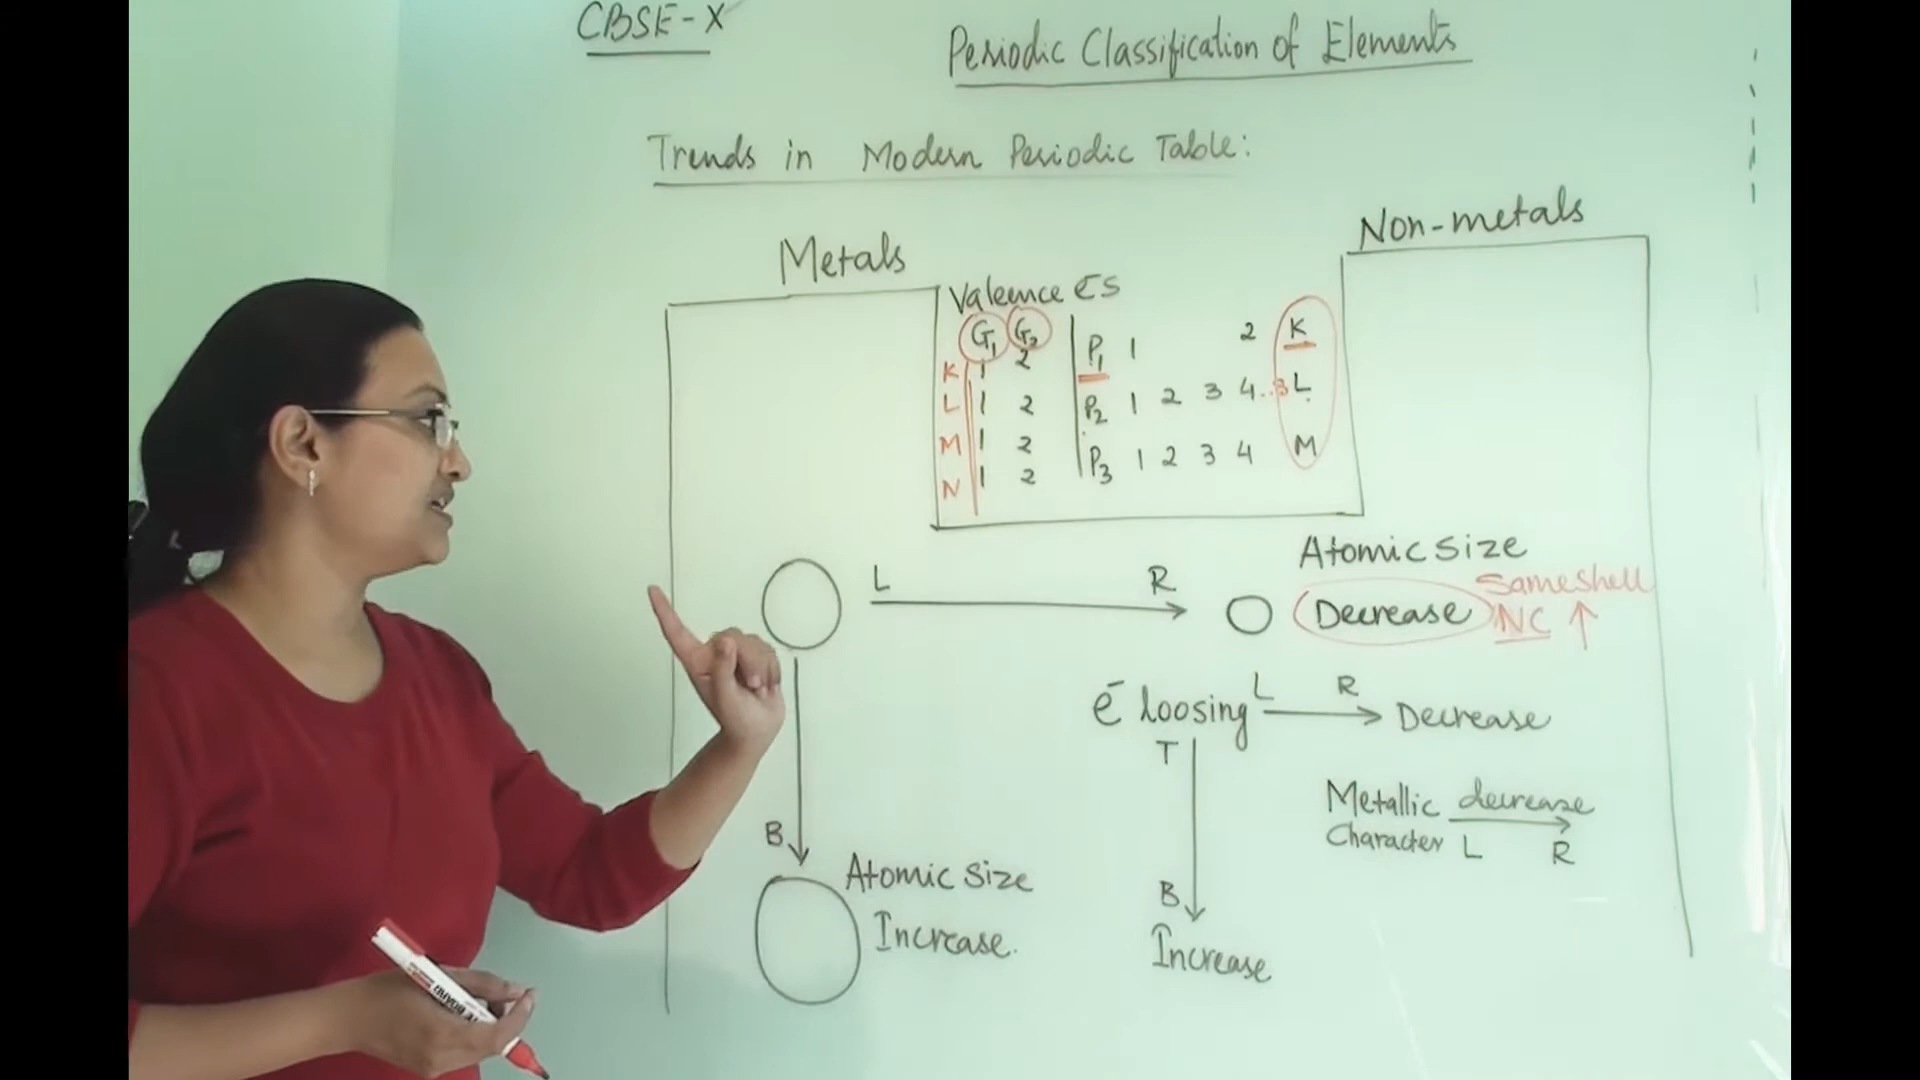 CBSE-X
Periodic Classification of Elements
Trends in Modern Periodic Table:
Metals
Non-metals
Valeence e̅s
G₁ G₂
K 1 2
L 1 2
M 1 2
N 1 2
P₁ 1 2 K
P₂ 1 2 3 4..8 L
P₃ 1 2 3 4 M
L R
Atomic size
Decrease
Same shell
NC ↑
B
Atomic size
Increase.
e̅ loosing L R Decrease
T
B
Increase
Metallic decrease
Character L R